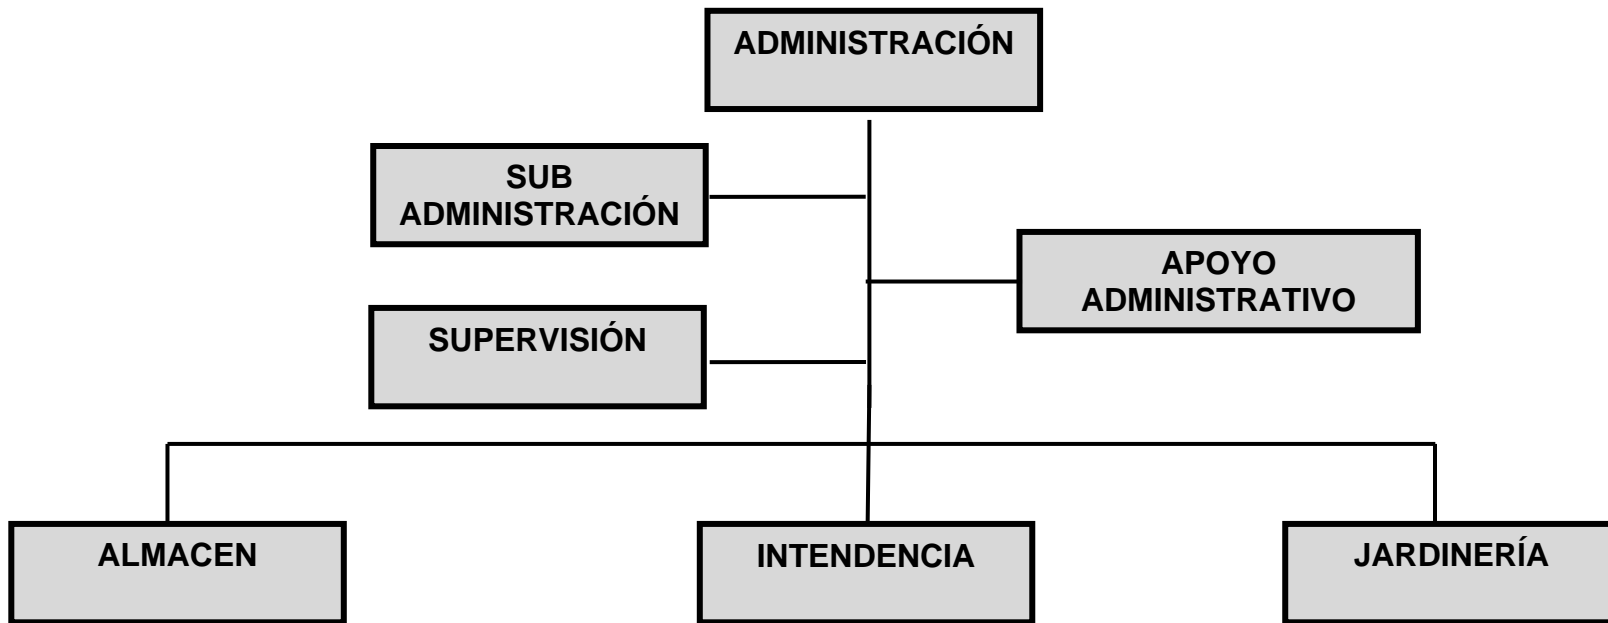 ADMINISTRACIÓN
SUB
ADMINISTRACIÓN
APOYO
ADMINISTRATIVO
SUPERVISIÓN
ALMACEN
INTENDENCIA
JARDINERÍA